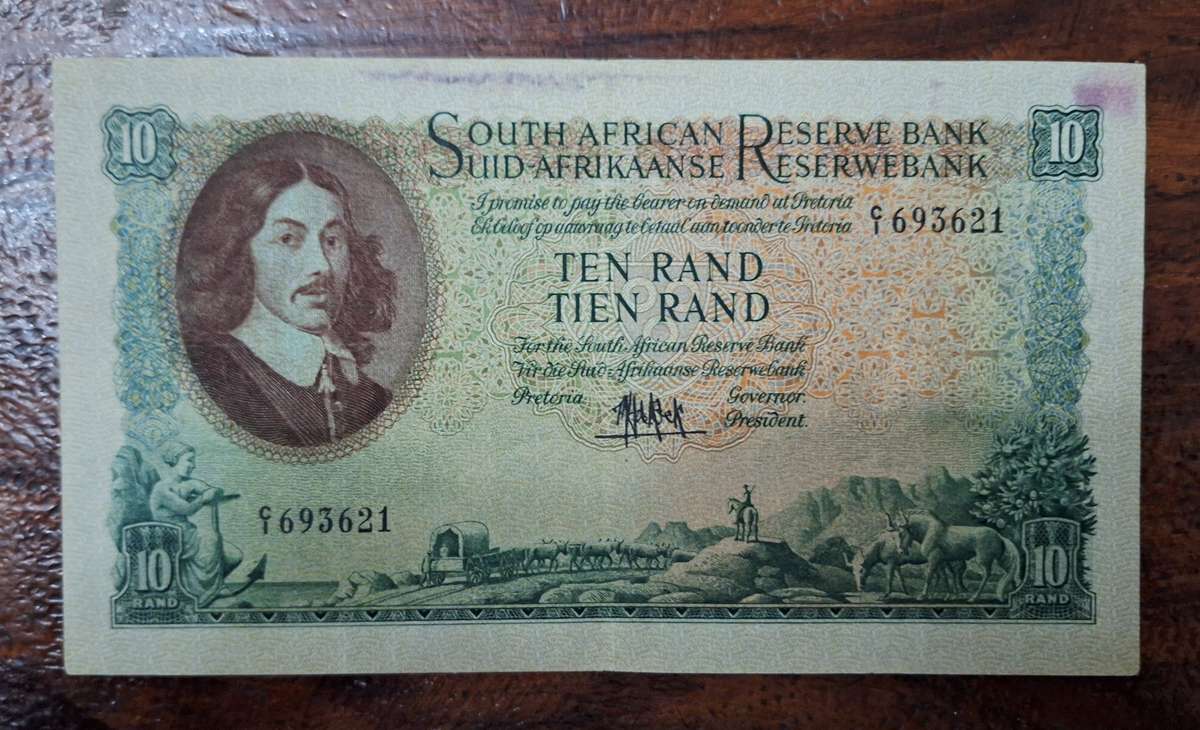 10
10
SOUTH AFRICAN RESERVE BANK
SUID-AFRIKAANSE RESERWEBANK
I promise to pay the bearer on demand at Pretoria
Ek beloof op aanvraag te betaal aan toonder te Pretoria
C/1 693621
TEN RAND
TIEN RAND
For the South African Reserve Bank
Vir die Suid-Afrikaanse Reserwebank
Pretoria
Governor.
President.
C/1 693621
10
RAND
10
RAND